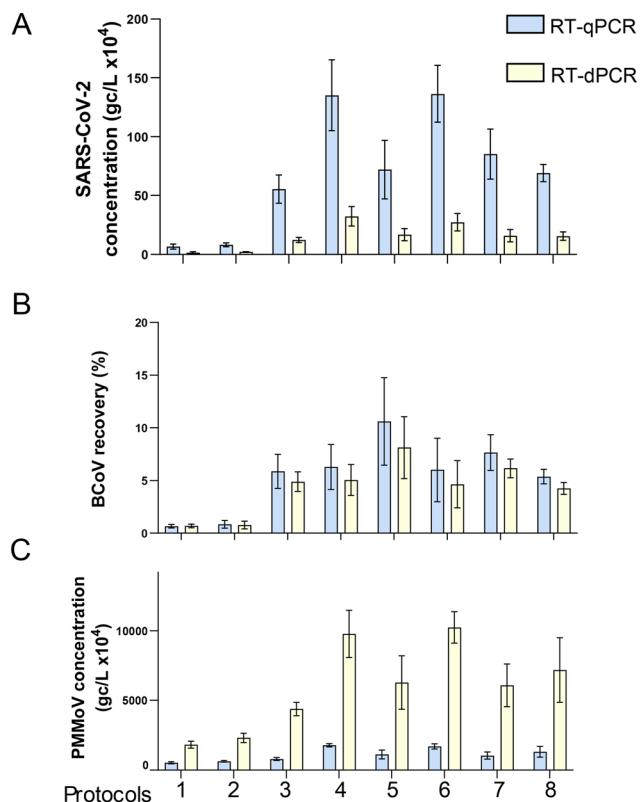 A
RT-qPCR
RT-dPCR
SARS-CoV-2
concentration (gc/L x10⁴)
200
150
100
50
0
B
BCoV recovery (%)
20
15
10
5
0
C
PMMoV concentration
(gc/L x10⁴)
10000
5000
0
Protocols 1 2 3 4 5 6 7 8